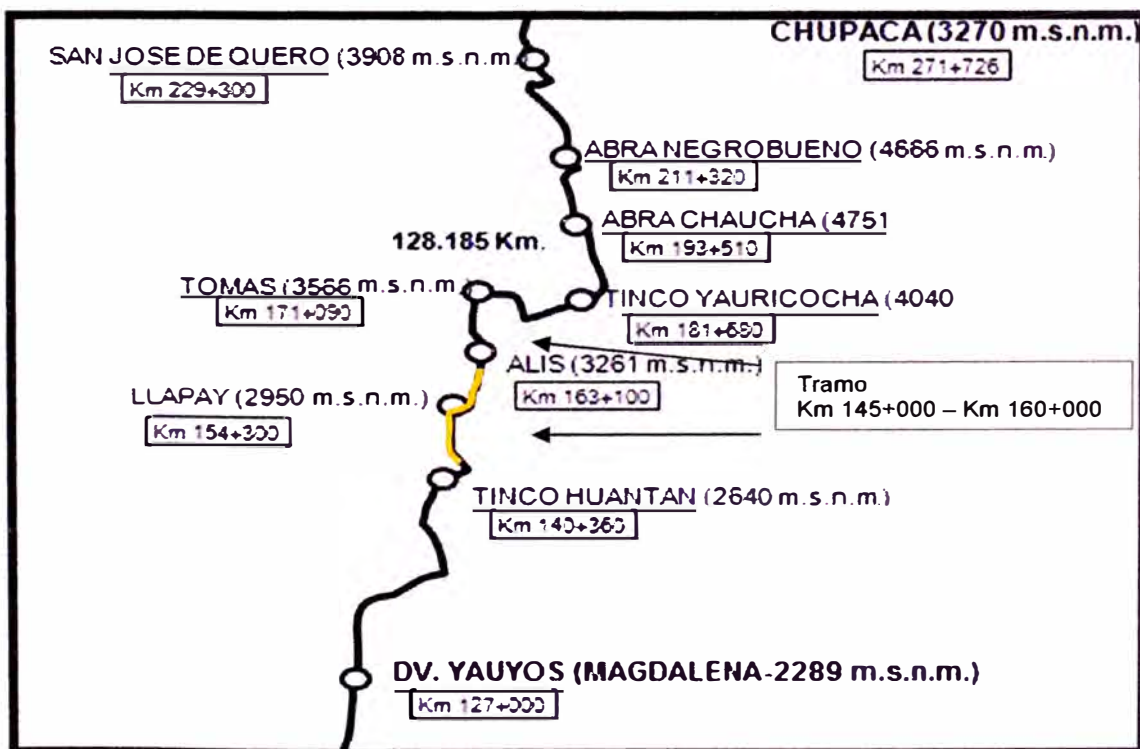 CHUPACA (3270 m.s.n.m.)
Km 271+726
SAN JOSE DE QUERO (3908 m.s.n.m.)
Km 229+300
ABRA NEGROBUENO (4666 m.s.n.m.)
Km 211+320
ABRA CHAUCHA (4751
Km 193+510
128.185 Km.
TOMAS (3566 m.s.n.m.)
Km 171+090
TINCO YAURICOCHA (4040
Km 181+680
ALIS (3261 m.s.n.m.)
Km 163+100
Tramo
Km 145+000 – Km 160+000
LLAPAY (2950 m.s.n.m.)
Km 154+300
TINCO HUANTAN (2640 m.s.n.m.)
Km 140+360
DV. YAUYOS (MAGDALENA-2289 m.s.n.m.)
Km 127+000